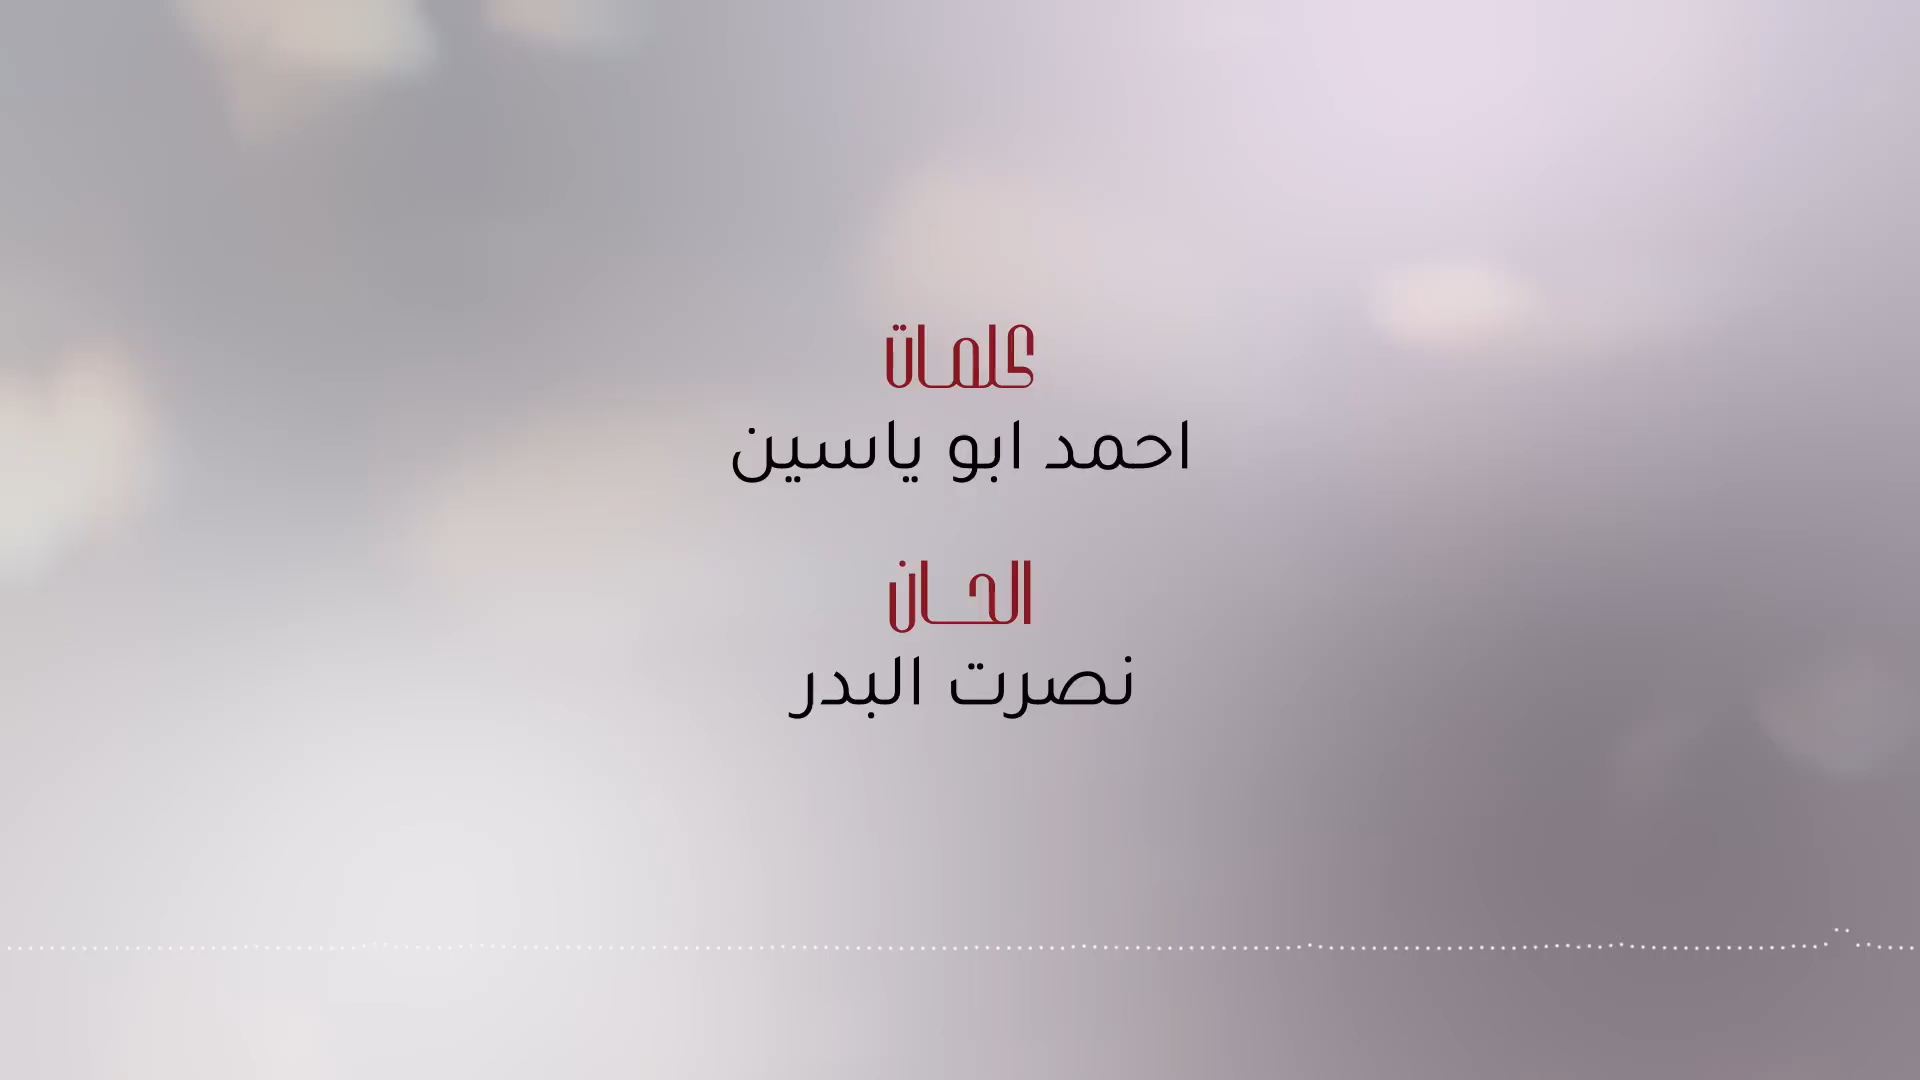 كلمات
احمد ابو ياسين
الحان
نصرت البدر